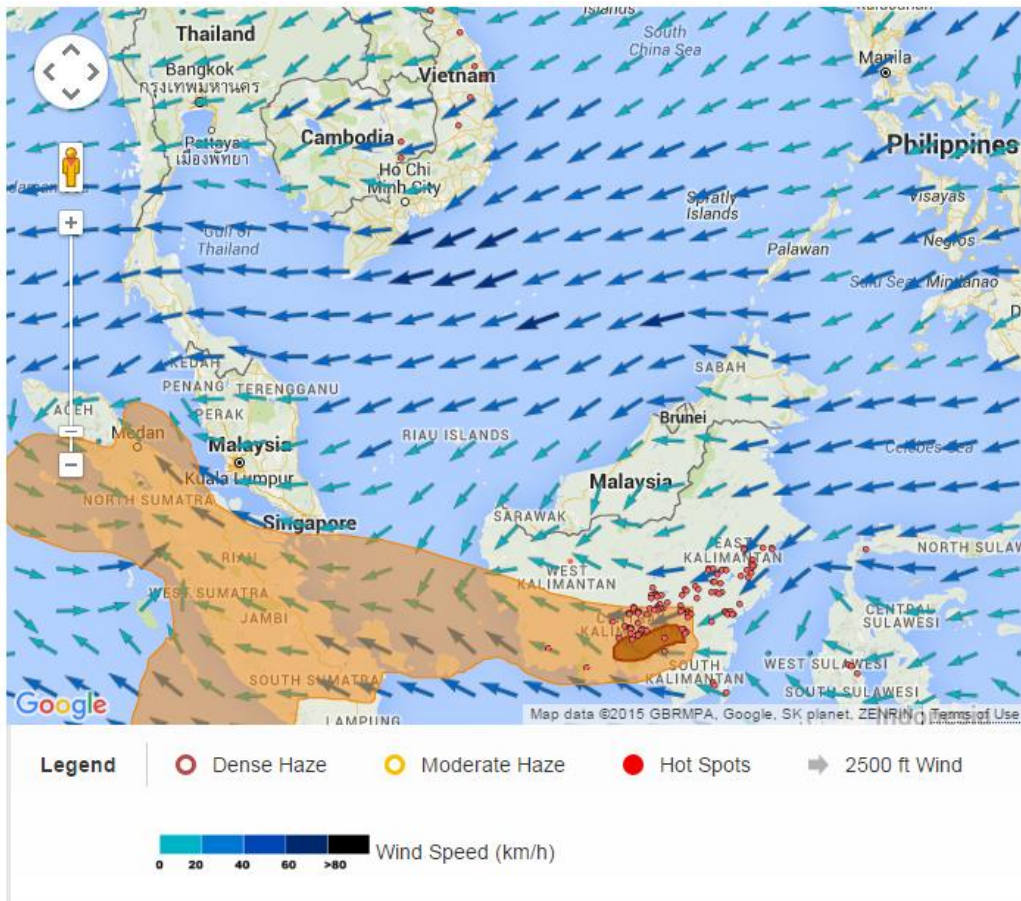 Islands
South
China Sea
Thailand
Manila
Bangkok
กรุงเทพมหานคร
Vietnam
Cambodia
Pattaya
เมืองพัทยา
Philippines
Ho Chi
Minh City
Spratly
Islands
Visayas
Gulf of
Thailand
Palawan
Negros
Mindanao
KEDAH
PENANG
TERENGGANU
SABAH
ACEH
PERAK
Medan
RIAU ISLANDS
Brunei
Malaysia
Celebes Sea
Kuala Lumpur
Malaysia
NORTH SUMATRA
SARAWAK
Singapore
RIAU
EAST
KALIMANTAN
NORTH SULAW
WEST
KALIMANTAN
WEST SUMATRA
JAMBI
CENTRAL
SULAWESI
SOUTH SUMATRA
SOUTH
KALIMANTAN
WEST SULAWESI
SOUTH SULAWESI
Google
LAMPUNG
Map data ©2015 GBRMPA, Google, SK planet, ZENRIN
Terms of Use
Legend
Dense Haze
Moderate Haze
Hot Spots
2500 ft Wind
0 20 40 60 >80
Wind Speed (km/h)